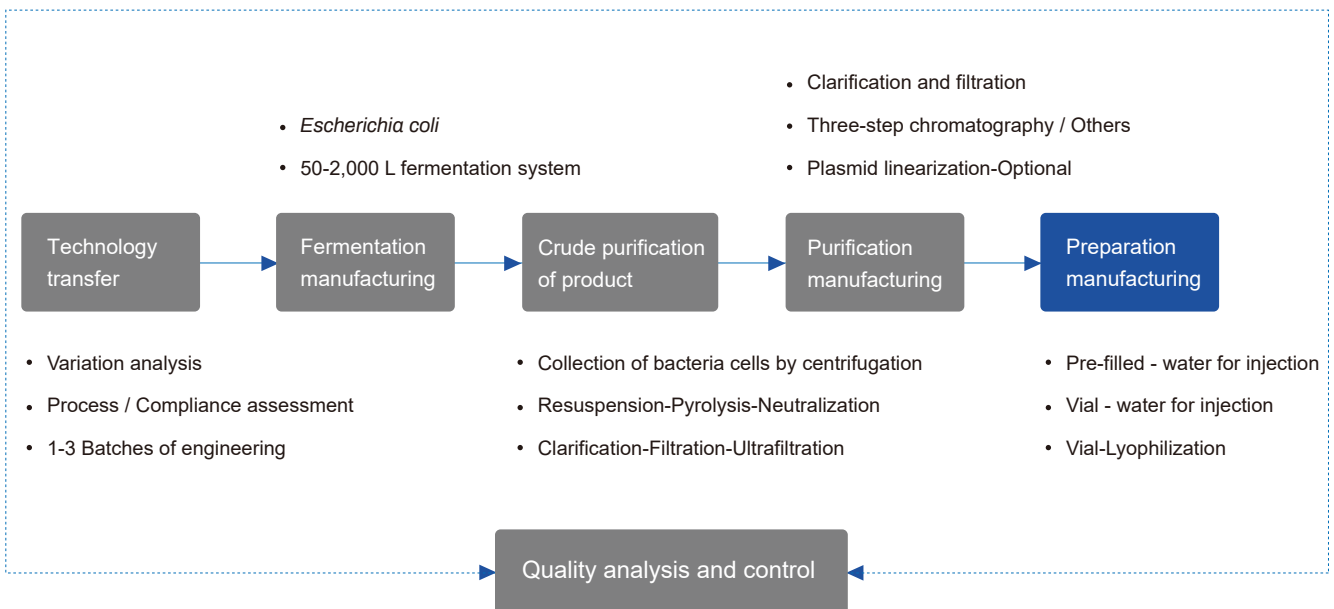 • Clarification and filtration
• Three-step chromatography / Others
• Plasmid linearization-Optional
• Escherichia coli
• 50-2,000 L fermentation system
Technology
transfer
Fermentation
manufacturing
Crude purification
of product
Purification
manufacturing
Preparation
manufacturing
• Variation analysis
• Process / Compliance assessment
• 1-3 Batches of engineering
• Collection of bacteria cells by centrifugation
• Resuspension-Pyrolysis-Neutralization
• Clarification-Filtration-Ultrafiltration
• Pre-filled - water for injection
• Vial - water for injection
• Vial-Lyophilization
Quality analysis and control